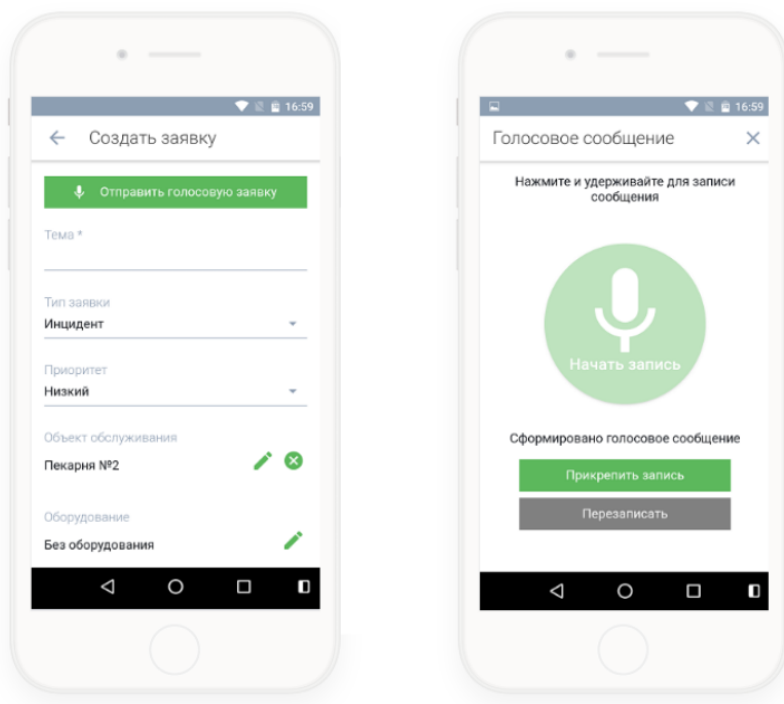 16:59
Создать заявку
Отправить голосовую заявку
Тема *
Тип заявки
Инцидент
Приоритет
Низкий
Объект обслуживания
Пекарня №2
Оборудование
Без оборудования
16:59
Голосовое сообщение
Нажмите и удерживайте для записи
сообщения
Начать запись
Сформировано голосовое сообщение
Прикрепить запись
Перезаписать